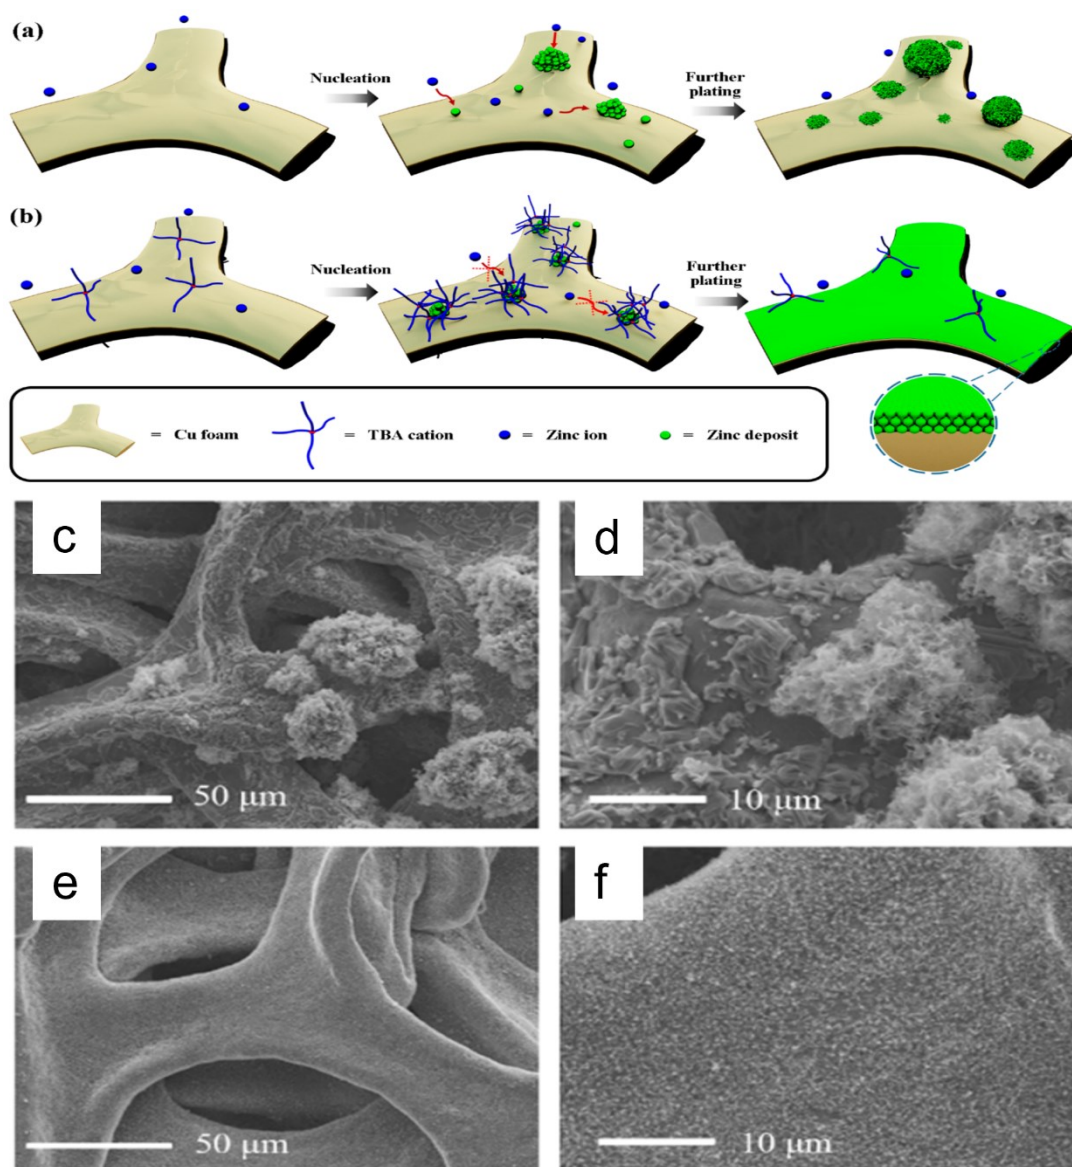 (a)
Nucleation
Further
plating
(b)
Nucleation
Further
plating
= Cu foam
= TBA cation
= Zinc ion
= Zinc deposit
c
50 μm
d
10 μm
e
50 μm
f
10 μm